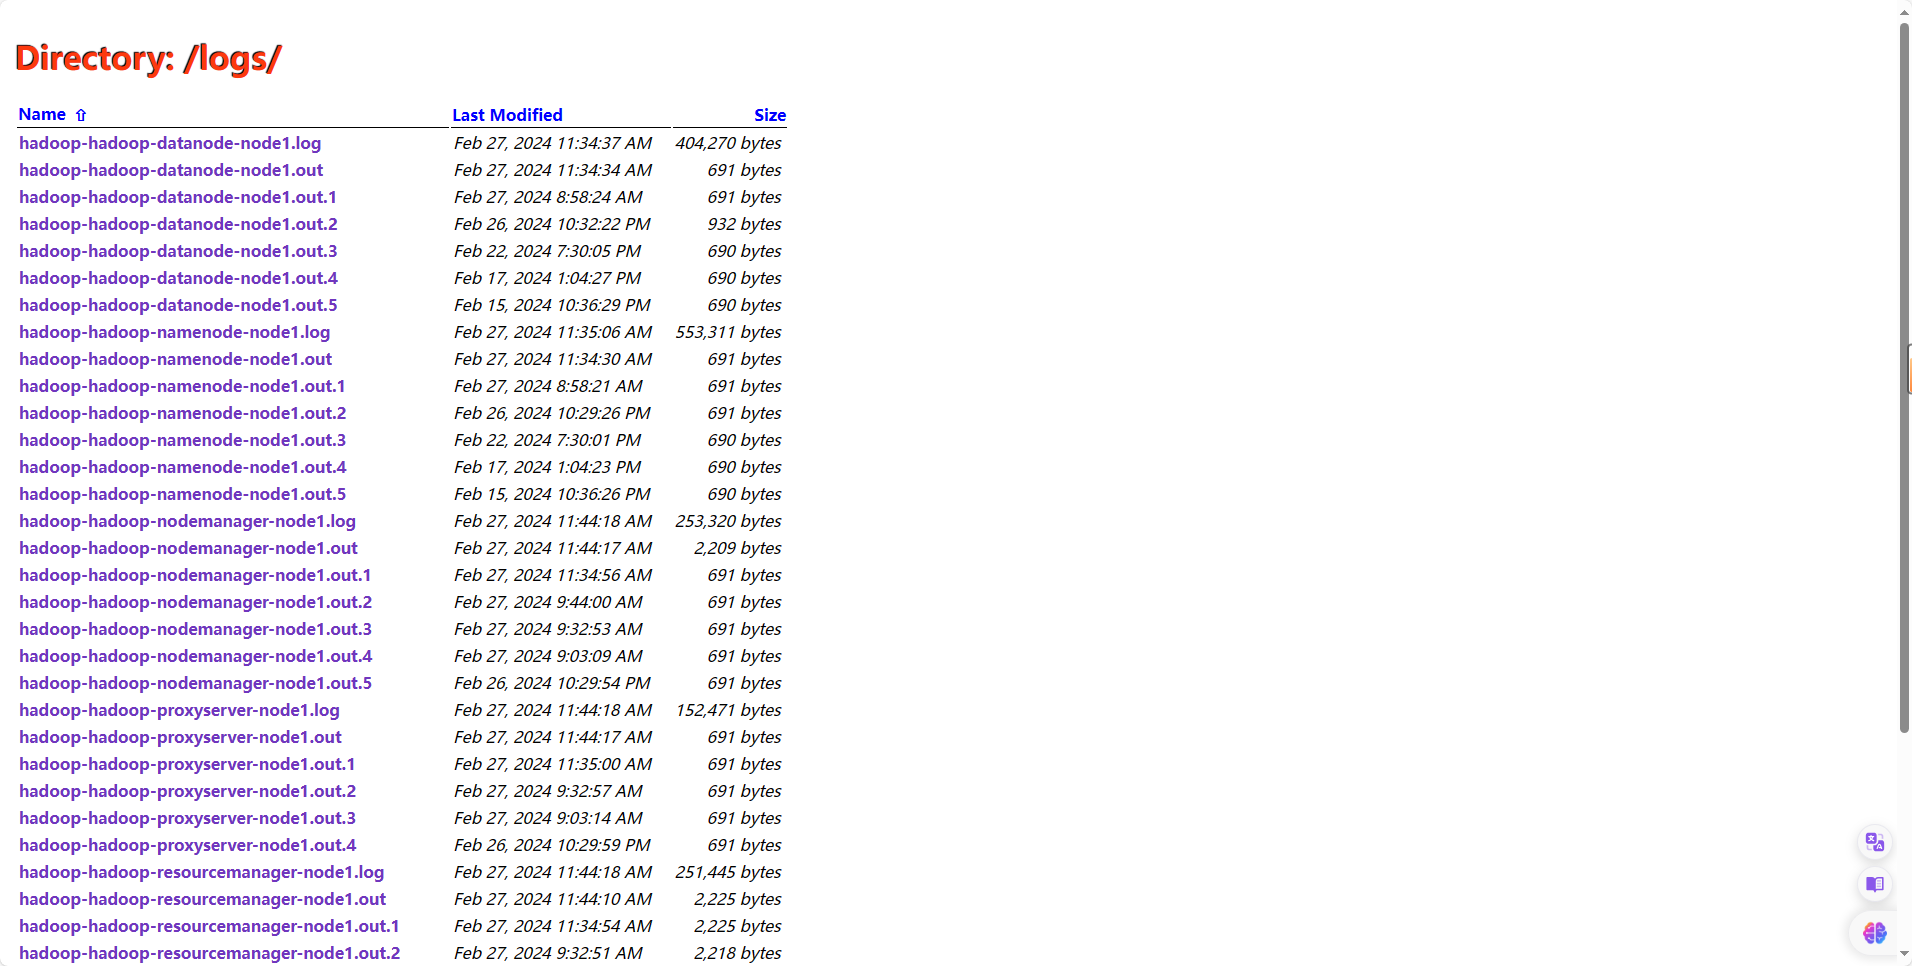 Directory: /logs/
Name ⇧ Last Modified Size
hadoop-hadoop-datanode-node1.log Feb 27, 2024 11:34:37 AM 404,270 bytes
hadoop-hadoop-datanode-node1.out Feb 27, 2024 11:34:34 AM 691 bytes
hadoop-hadoop-datanode-node1.out.1 Feb 27, 2024 8:58:24 AM 691 bytes
hadoop-hadoop-datanode-node1.out.2 Feb 26, 2024 10:32:22 PM 932 bytes
hadoop-hadoop-datanode-node1.out.3 Feb 22, 2024 7:30:05 PM 690 bytes
hadoop-hadoop-datanode-node1.out.4 Feb 17, 2024 1:04:27 PM 690 bytes
hadoop-hadoop-datanode-node1.out.5 Feb 15, 2024 10:36:29 PM 690 bytes
hadoop-hadoop-namenode-node1.log Feb 27, 2024 11:35:06 AM 553,311 bytes
hadoop-hadoop-namenode-node1.out Feb 27, 2024 11:34:30 AM 691 bytes
hadoop-hadoop-namenode-node1.out.1 Feb 27, 2024 8:58:21 AM 691 bytes
hadoop-hadoop-namenode-node1.out.2 Feb 26, 2024 10:29:26 PM 691 bytes
hadoop-hadoop-namenode-node1.out.3 Feb 22, 2024 7:30:01 PM 690 bytes
hadoop-hadoop-namenode-node1.out.4 Feb 17, 2024 1:04:23 PM 690 bytes
hadoop-hadoop-namenode-node1.out.5 Feb 15, 2024 10:36:26 PM 690 bytes
hadoop-hadoop-nodemanager-node1.log Feb 27, 2024 11:44:18 AM 253,320 bytes
hadoop-hadoop-nodemanager-node1.out Feb 27, 2024 11:44:17 AM 2,209 bytes
hadoop-hadoop-nodemanager-node1.out.1 Feb 27, 2024 11:34:56 AM 691 bytes
hadoop-hadoop-nodemanager-node1.out.2 Feb 27, 2024 9:44:00 AM 691 bytes
hadoop-hadoop-nodemanager-node1.out.3 Feb 27, 2024 9:32:53 AM 691 bytes
hadoop-hadoop-nodemanager-node1.out.4 Feb 27, 2024 9:03:09 AM 691 bytes
hadoop-hadoop-nodemanager-node1.out.5 Feb 26, 2024 10:29:54 PM 691 bytes
hadoop-hadoop-proxyserver-node1.log Feb 27, 2024 11:44:18 AM 152,471 bytes
hadoop-hadoop-proxyserver-node1.out Feb 27, 2024 11:44:17 AM 691 bytes
hadoop-hadoop-proxyserver-node1.out.1 Feb 27, 2024 11:35:00 AM 691 bytes
hadoop-hadoop-proxyserver-node1.out.2 Feb 27, 2024 9:32:57 AM 691 bytes
hadoop-hadoop-proxyserver-node1.out.3 Feb 27, 2024 9:03:14 AM 691 bytes
hadoop-hadoop-proxyserver-node1.out.4 Feb 26, 2024 10:29:59 PM 691 bytes
hadoop-hadoop-resourcemanager-node1.log Feb 27, 2024 11:44:18 AM 251,445 bytes
hadoop-hadoop-resourcemanager-node1.out Feb 27, 2024 11:44:10 AM 2,225 bytes
hadoop-hadoop-resourcemanager-node1.out.1 Feb 27, 2024 11:34:54 AM 2,225 bytes
hadoop-hadoop-resourcemanager-node1.out.2 Feb 27, 2024 9:32:51 AM 2,218 bytes